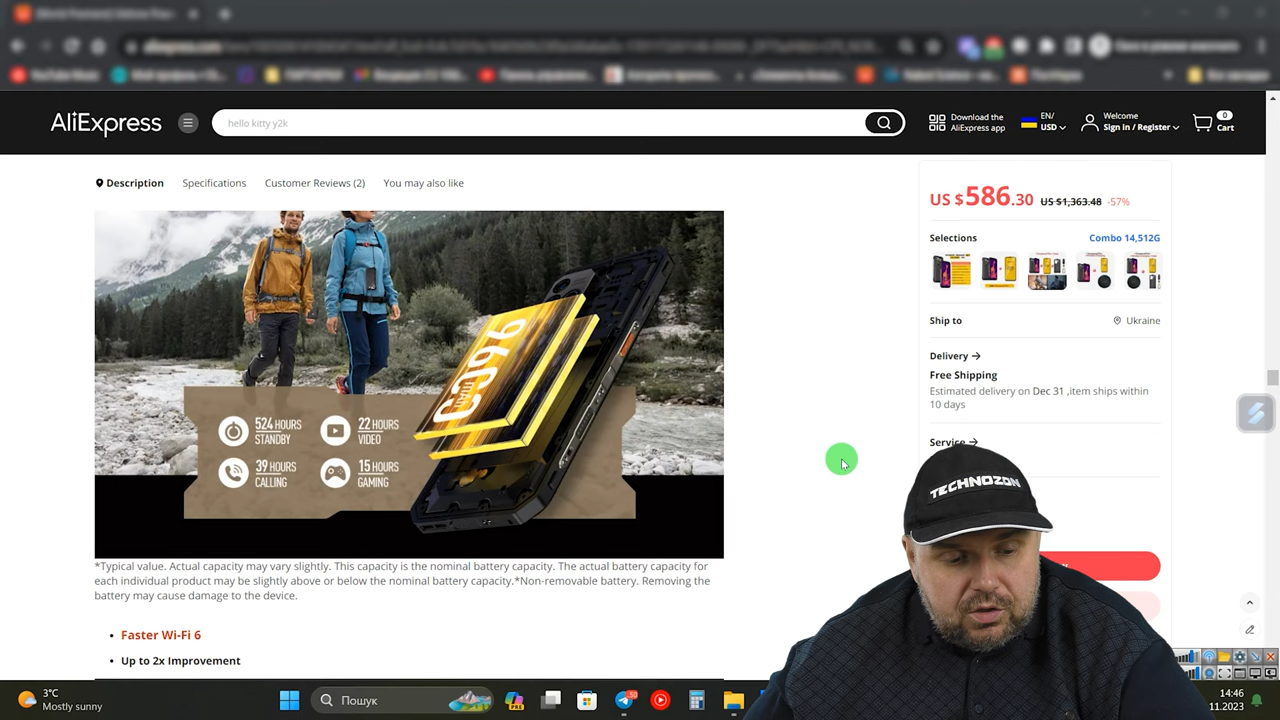 AliExpress
hello kitty y2k
Download the
AliExpress app
EN/
USD
Welcome
Sign in / Register
0
Cart
Description
Specifications
Customer Reviews (2)
You may also like
US $586.30
US $1,363.48
-57%
Selections
Combo 14,512G
Ship to
Ukraine
Delivery
Free Shipping
Estimated delivery on Dec 31 ,item ships within
10 days
Service
524 HOURS
STANDBY
22 HOURS
VIDEO
39 HOURS
CALLING
15 HOURS
GAMING
TECHNOZON
*Typical value. Actual capacity may vary slightly. This capacity is the nominal battery capacity. The actual battery capacity for
each individual product may be slightly above or below the nominal battery capacity.*Non-removable battery. Removing the
battery may cause damage to the device.
Faster Wi-Fi 6
Up to 2x Improvement
3°C
Mostly sunny
Пошук
PRE
50
14:46
.11.2023